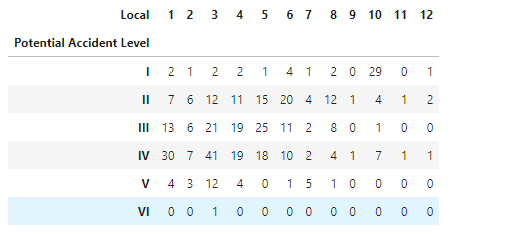 Local 1 2 3 4 5 6 7 8 9 10 11 12
Potential Accident Level
I 2 1 2 2 1 4 1 2 0 29 0 1
II 7 6 12 11 15 20 4 12 1 4 1 2
III 13 6 21 19 25 11 2 8 0 1 0 0
IV 30 7 41 19 18 10 2 4 1 7 1 1
V 4 3 12 4 0 1 5 1 0 0 0 0
VI 0 0 1 0 0 0 0 0 0 0 0 0